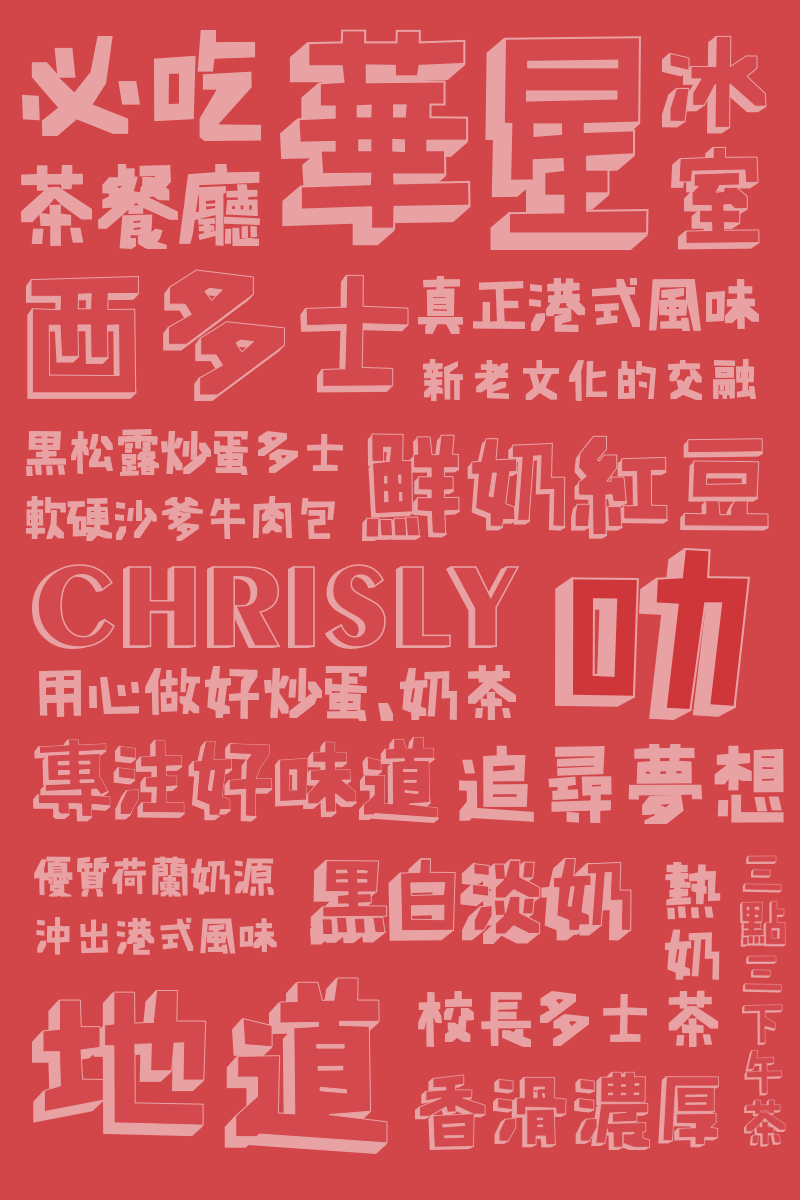 必吃
茶餐廳
華星
冰室
西多士
真正港式風味
新老文化的交融
黑松露炒蛋多士
軟硬沙爹牛肉包
鮮奶紅豆
CHRISLY
叻
用心做好炒蛋、奶茶
專注好味道
追尋夢想
優質荷蘭奶源
沖出港式風味
黑白淡奶
熱奶茶
三點三下午茶
地道
校長多士
香滑濃厚